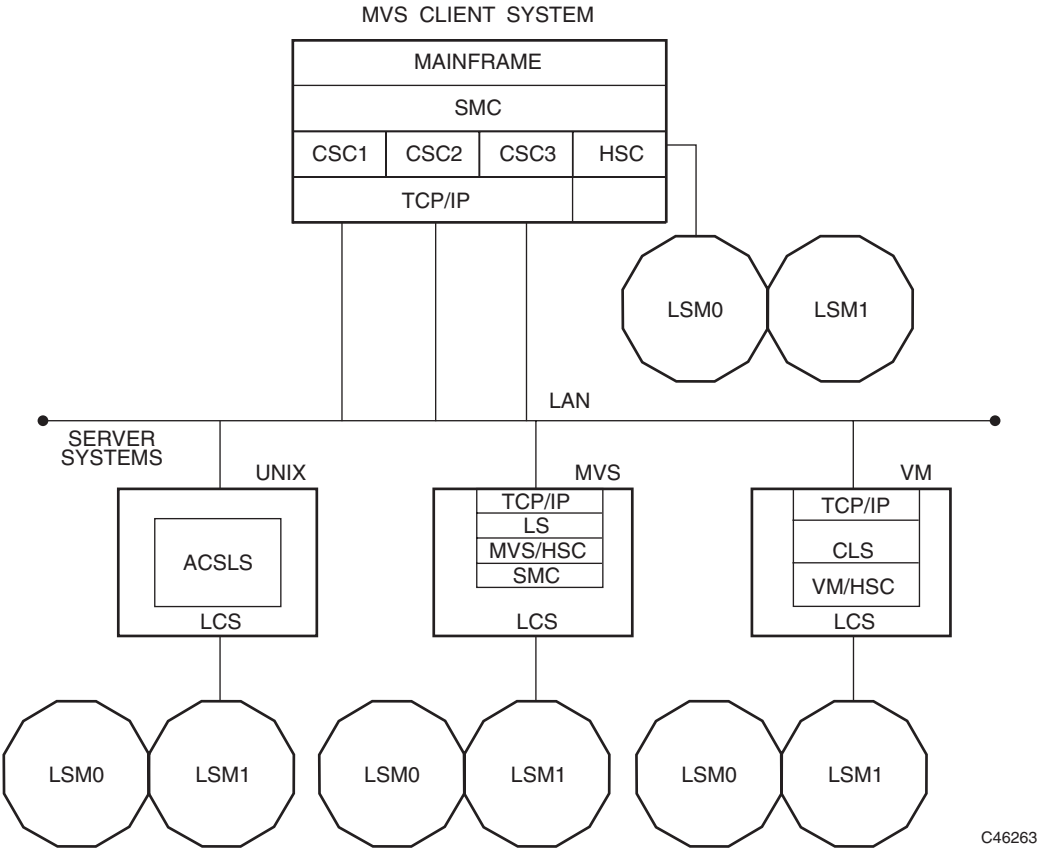 MVS CLIENT SYSTEM
MAINFRAME
SMC
CSC1 CSC2 CSC3 HSC
TCP/IP
LSM0 LSM1
LAN
SERVER
SYSTEMS
UNIX MVS VM
TCP/IP
LS
MVS/HSC
SMC
TCP/IP
CLS
VM/HSC
ACSLS
LCS LCS LCS
LSM0 LSM1 LSM0 LSM1 LSM0 LSM1
C46263